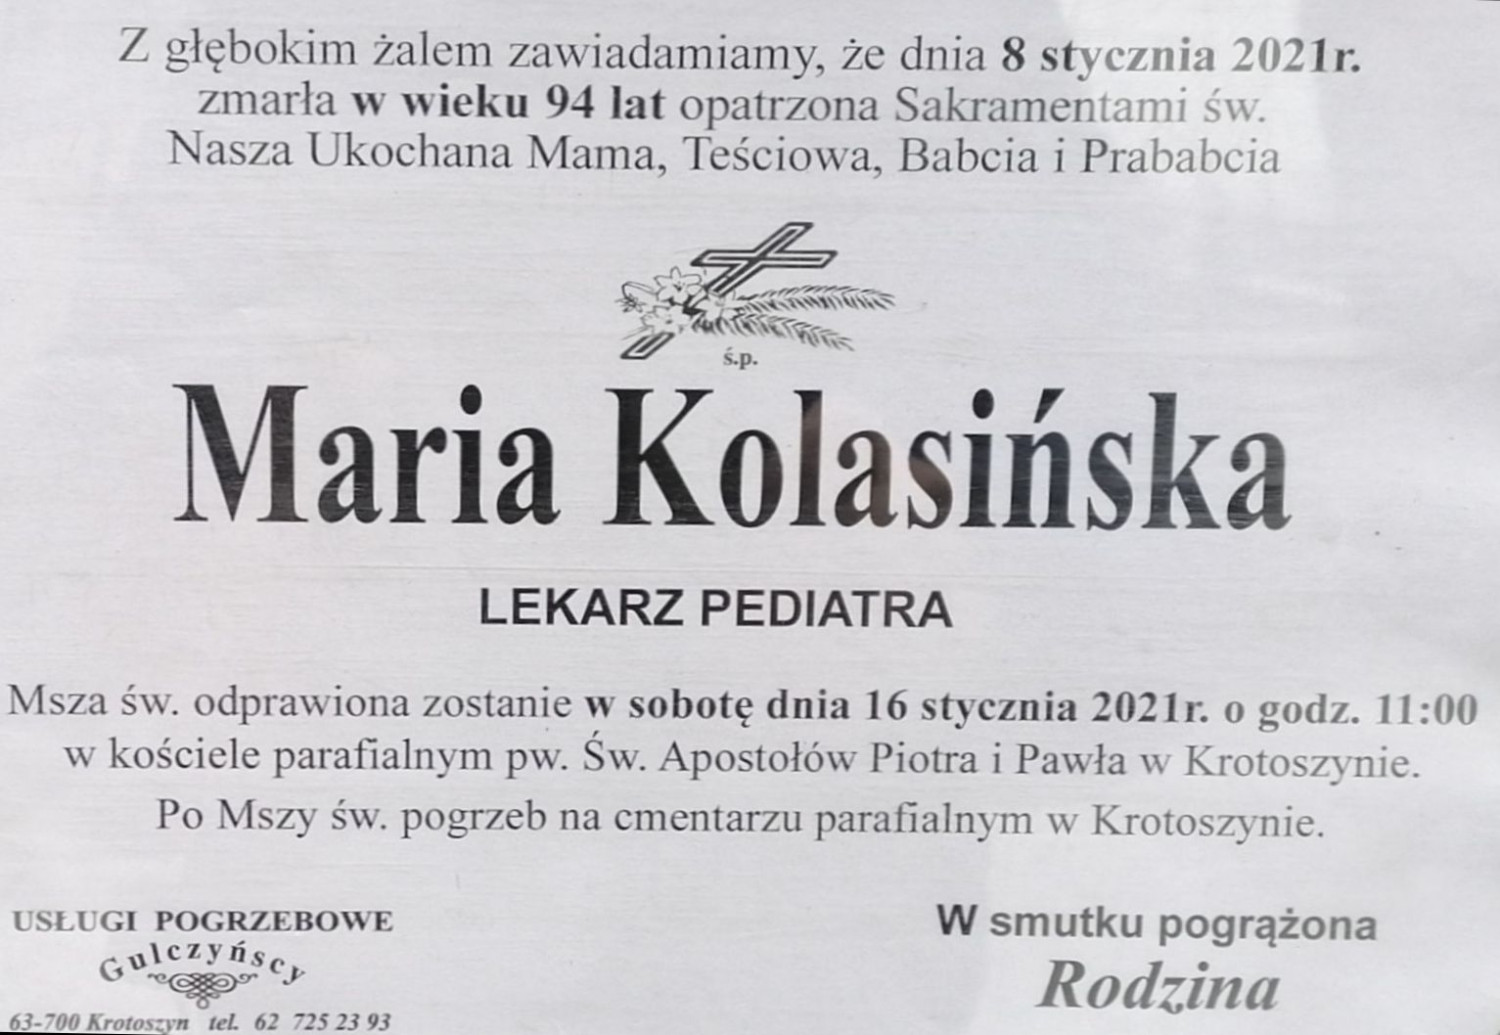 Z głębokim żalem zawiadamiamy, że dnia 8 stycznia 2021r.
zmarła w wieku 94 lat opatrzona Sakramentami św.
Nasza Ukochana Mama, Teściowa, Babcia i Prababcia
ś.p.
Maria Kolasińska
LEKARZ PEDIATRA
Msza św. odprawiona zostanie w sobotę dnia 16 stycznia 2021r. o godz. 11:00
w kościele parafialnym pw. Św. Apostołów Piotra i Pawła w Krotoszynie.
Po Mszy św. pogrzeb na cmentarzu parafialnym w Krotoszynie.
USŁUGI POGRZEBOWE
Gulczyńscy
63-700 Krotoszyn tel. 62 725 23 93
W smutku pogrążona
Rodzina